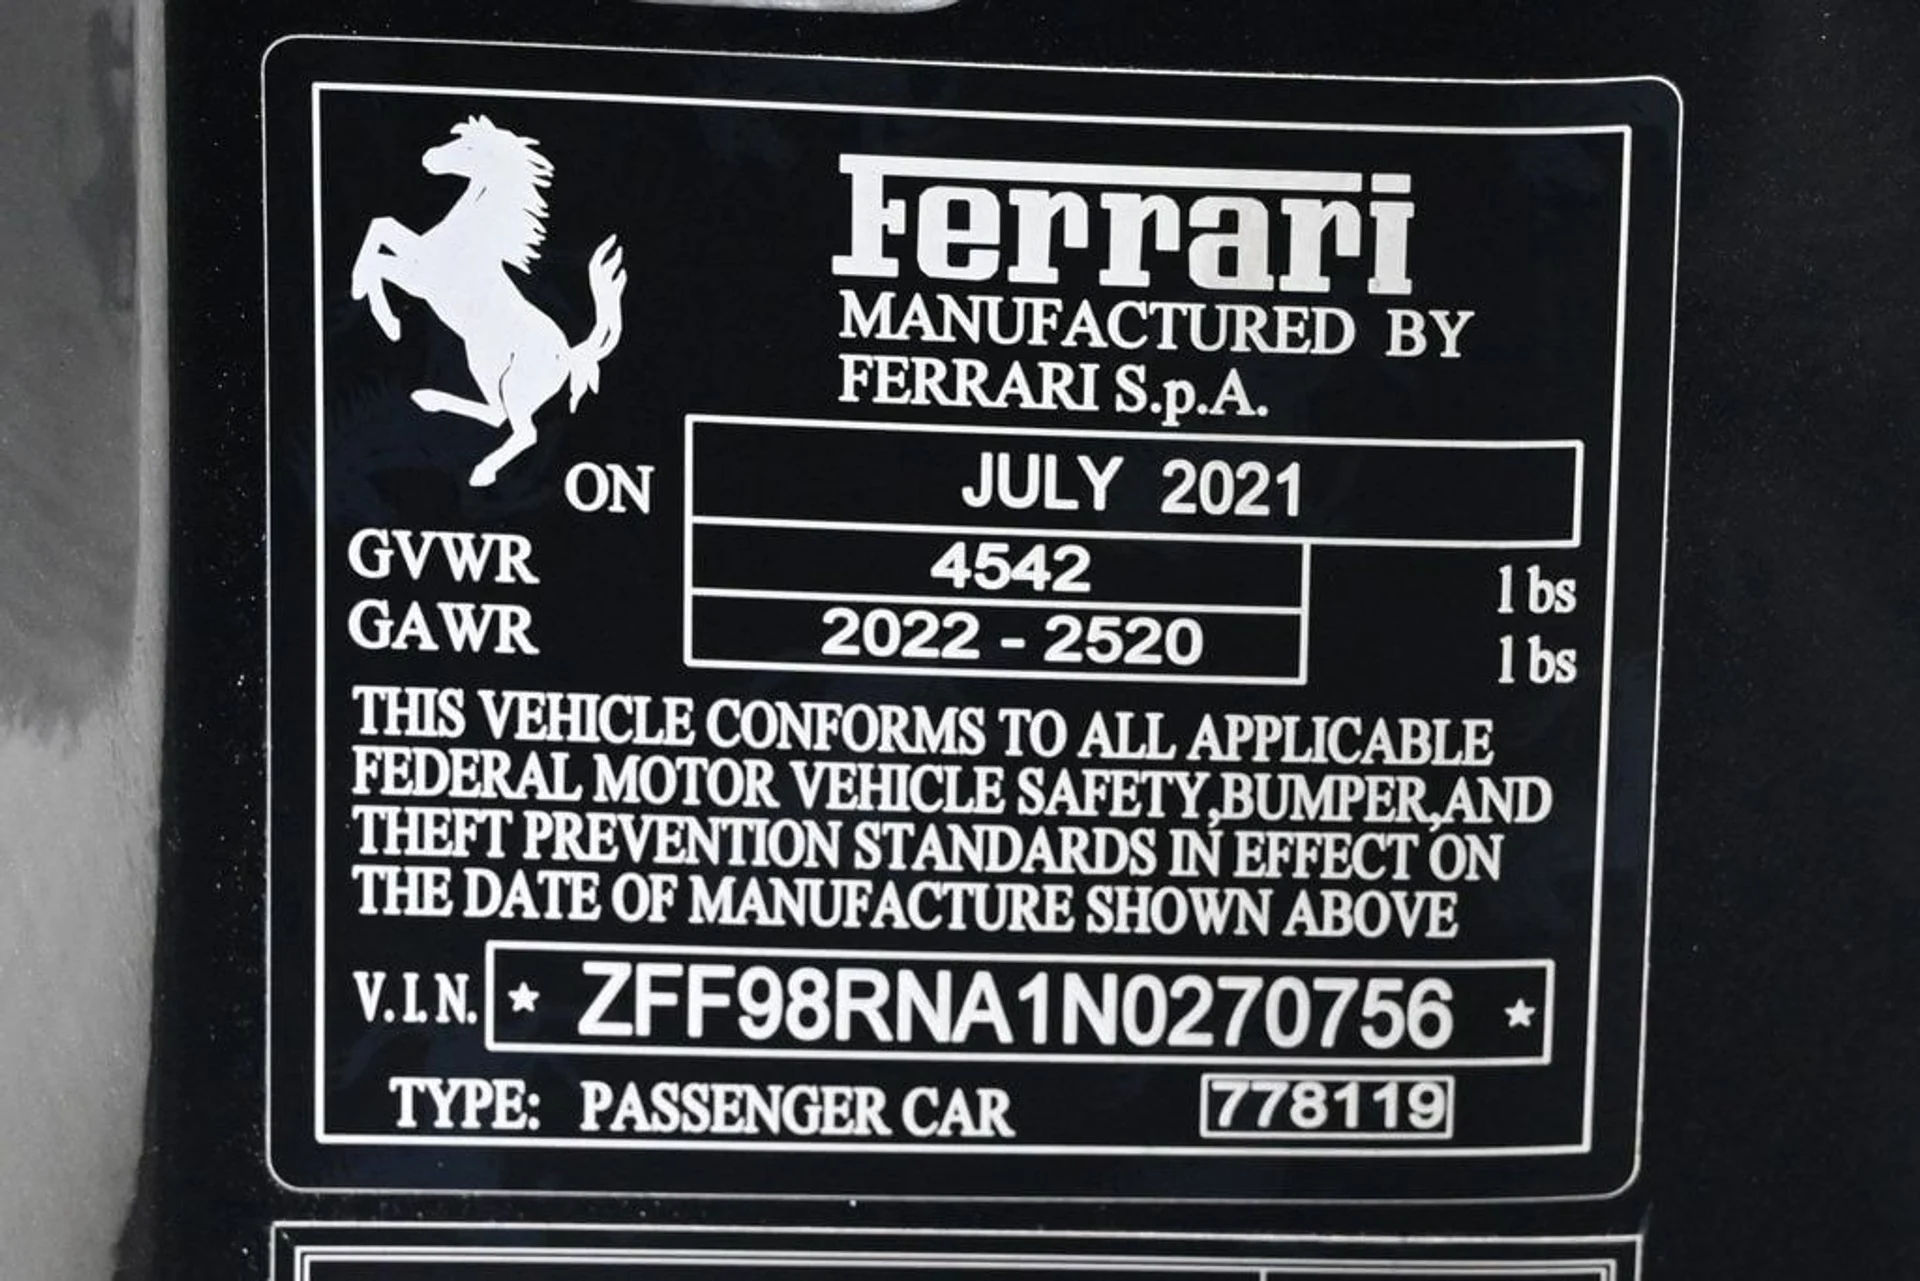 Ferrari
MANUFACTURED BY
FERRARI S.p.A.
ON JULY 2021
GVWR 4542 lbs
GAWR 2022 - 2520 lbs
THIS VEHICLE CONFORMS TO ALL APPLICABLE
FEDERAL MOTOR VEHICLE SAFETY,BUMPER,AND
THEFT PREVENTION STANDARDS IN EFFECT ON
THE DATE OF MANUFACTURE SHOWN ABOVE
V.I.N. ★ ZFF98RNA1N0270756 ★
TYPE: PASSENGER CAR 778119